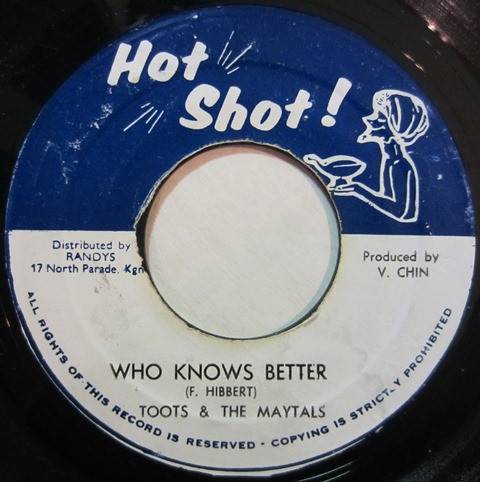 Hot
Shot!
Distributed by
RANDYS
17 North Parade. Kgn
Produced by
V. CHIN
WHO KNOWS BETTER
(F. HIBBERT)
TOOTS & THE MAYTALS
ALL RIGHTS OF THIS RECORD IS RESERVED · COPYING IS STRICTLY PROHIBITED